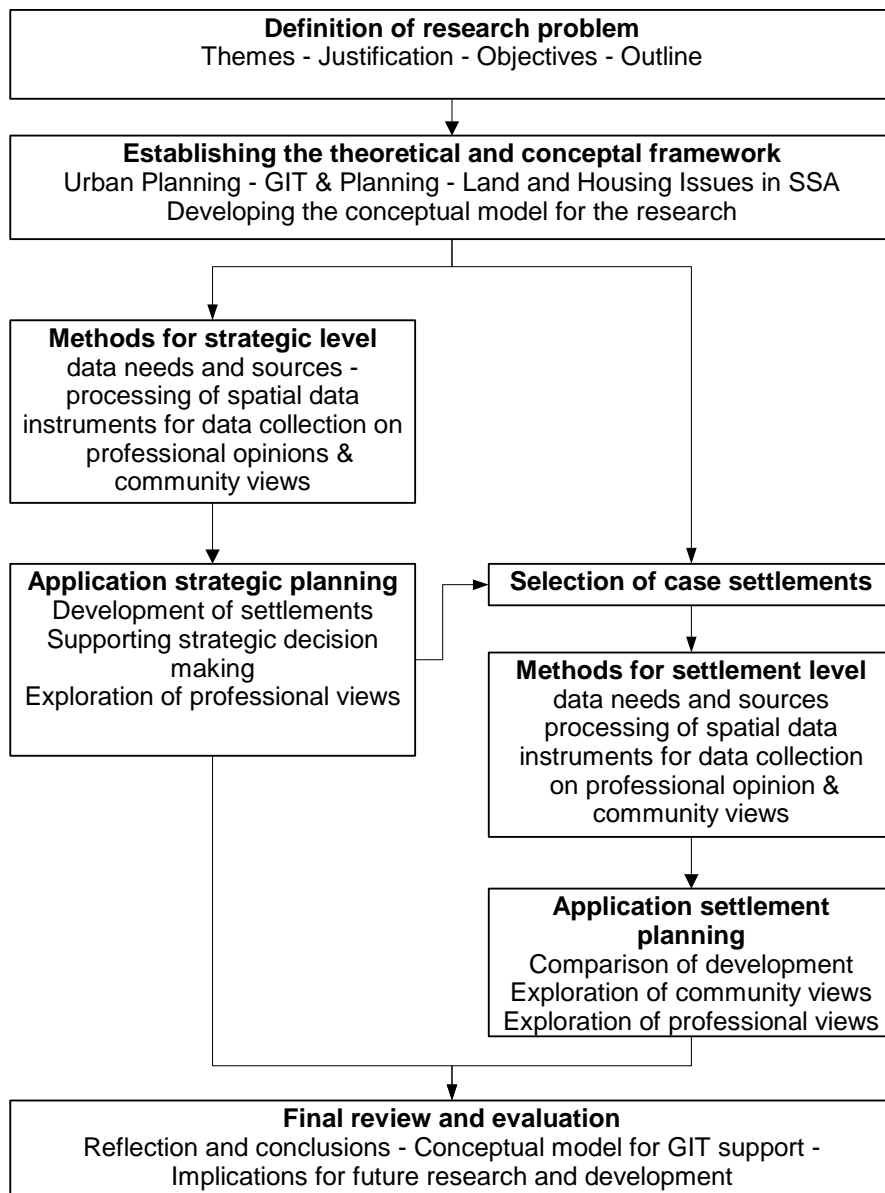 Definition of research problem
Themes - Justification - Objectives - Outline
Establishing the theoretical and conceptal framework
Urban Planning - GIT & Planning - Land and Housing Issues in SSA
Developing the conceptual model for the research
Methods for strategic level
data needs and sources -
processing of spatial data
instruments for data collection on
professional opinions &
community views
Application strategic planning
Development of settlements
Supporting strategic decision
making
Exploration of professional views
Selection of case settlements
Methods for settlement level
data needs and sources
processing of spatial data
instruments for data collection
on professional opinion &
community views
Application settlement
planning
Comparison of development
Exploration of community views
Exploration of professional views
Final review and evaluation
Reflection and conclusions - Conceptual model for GIT support -
Implications for future research and development